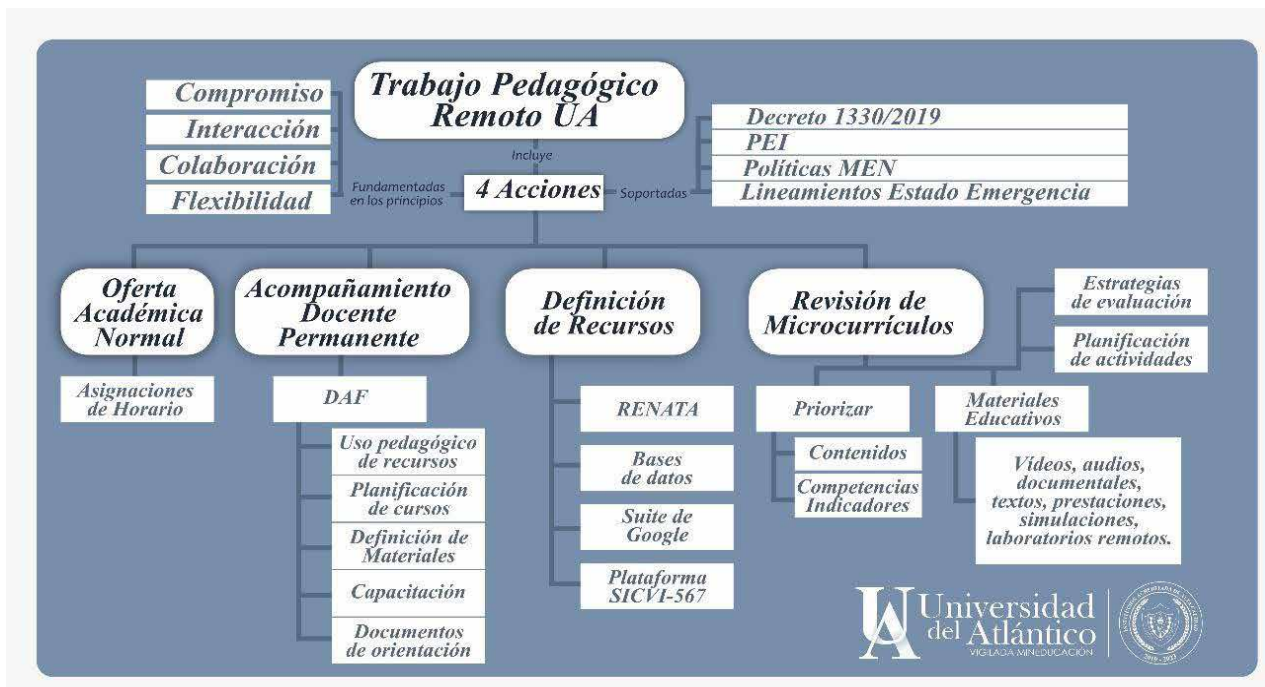 Trabajo Pedagógico
Remoto UA
Compromiso
Interacción
Colaboración
Flexibilidad
Fundamentadas
en los principios
Incluye
4 Acciones
Soportadas
Decreto 1330/2019
PEI
Políticas MEN
Lineamientos Estado Emergencia
Oferta
Académica
Normal
Asignaciones
de Horario
Acompañamiento
Docente
Permanente
DAF
Uso pedagógico
de recursos
Planificación
de cursos
Definición de
Materiales
Capacitación
Documentos
de orientación
Definición
de Recursos
RENATA
Bases
de datos
Suite de
Google
Plataforma
SICVI-567
Revisión de
Microcurrículos
Priorizar
Contenidos
Competencias
Indicadores
Materiales
Educativos
Vídeos, audios,
documentales,
textos, prestaciones,
simulaciones,
laboratorios remotos.
Estrategias
de evaluación
Planificación
de actividades
UA
Universidad
del Atlántico
VIGILADA MINEDUCACIÓN